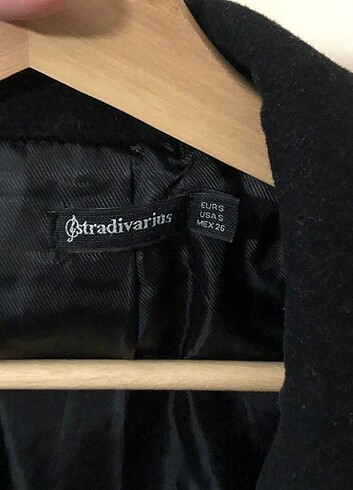 stradivarius
EUR S
USA S
MEX 26